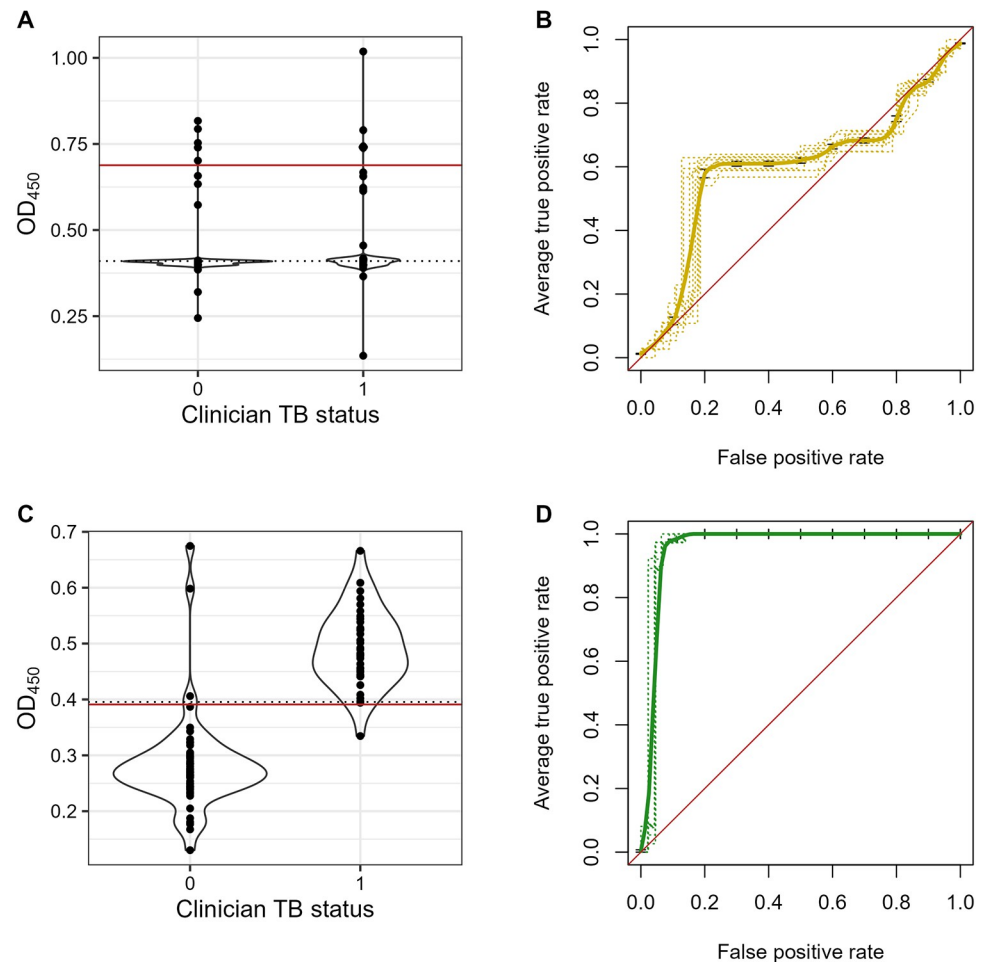 A
OD450
1.00
0.75
0.50
0.25
0 1
Clinician TB status
B
Average true positive rate
1.0
0.8
0.6
0.4
0.2
0.0
0.0 0.2 0.4 0.6 0.8 1.0
False positive rate
C
OD450
0.7
0.6
0.5
0.4
0.3
0.2
0 1
Clinician TB status
D
Average true positive rate
1.0
0.8
0.6
0.4
0.2
0.0
0.0 0.2 0.4 0.6 0.8 1.0
False positive rate